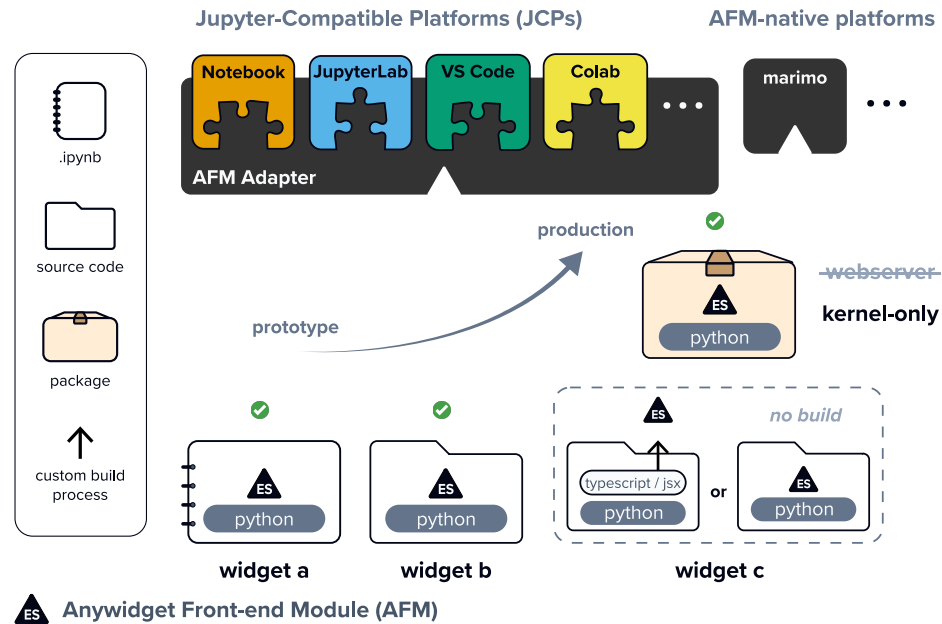 Jupyter-Compatible Platforms (JCPs)
AFM-native platforms
Notebook
JupyterLab
VS Code
Colab
...
marimo
...
AFM Adapter
.ipynb
source code
package
custom build
process
prototype
production
ES
python
webserver
kernel-only
ES
python
widget a
ES
python
widget b
ES
no build
typescript / jsx
python
or
ES
python
widget c
ES Anywidget Front-end Module (AFM)